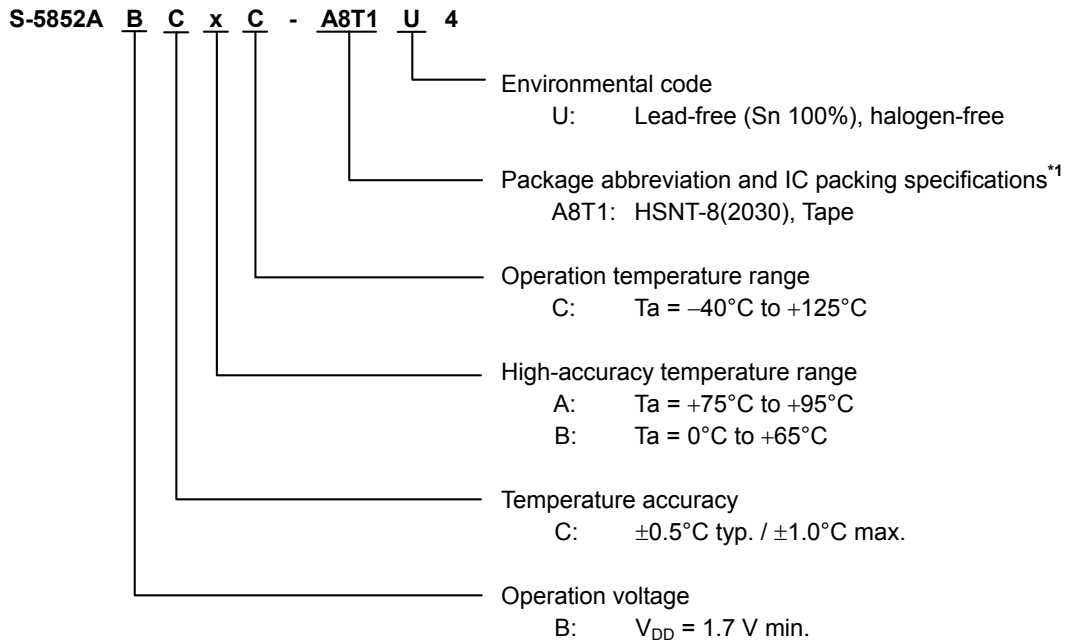 S-5852A B C x C - A8T1 U 4
Environmental code
U: Lead-free (Sn 100%), halogen-free
Package abbreviation and IC packing specifications*1
A8T1: HSNT-8(2030), Tape
Operation temperature range
C: Ta = −40°C to +125°C
High-accuracy temperature range
A: Ta = +75°C to +95°C
B: Ta = 0°C to +65°C
Temperature accuracy
C: ±0.5°C typ. / ±1.0°C max.
Operation voltage
B: VDD = 1.7 V min.